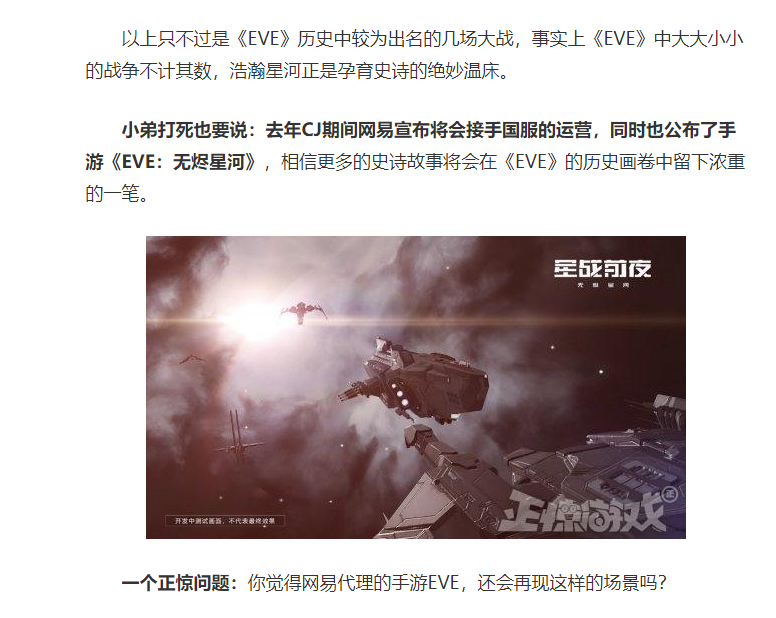 以上只不过是《EVE》历史中较为出名的几场大战，事实上《EVE》中大大小小
的战争不计其数，浩瀚星河正是孕育史诗的绝妙温床。
小弟打死也要说：去年CJ期间网易宣布将会接手国服的运营，同时也公布了手
游《EVE：无烬星河》，相信更多的史诗故事将会在《EVE》的历史画卷中留下浓重
的一笔。
星战前夜
无烬星河
开发中测试画面，不代表最终效果
正惊游戏
正
一个正惊问题：你觉得网易代理的手游EVE，还会再现这样的场景吗？